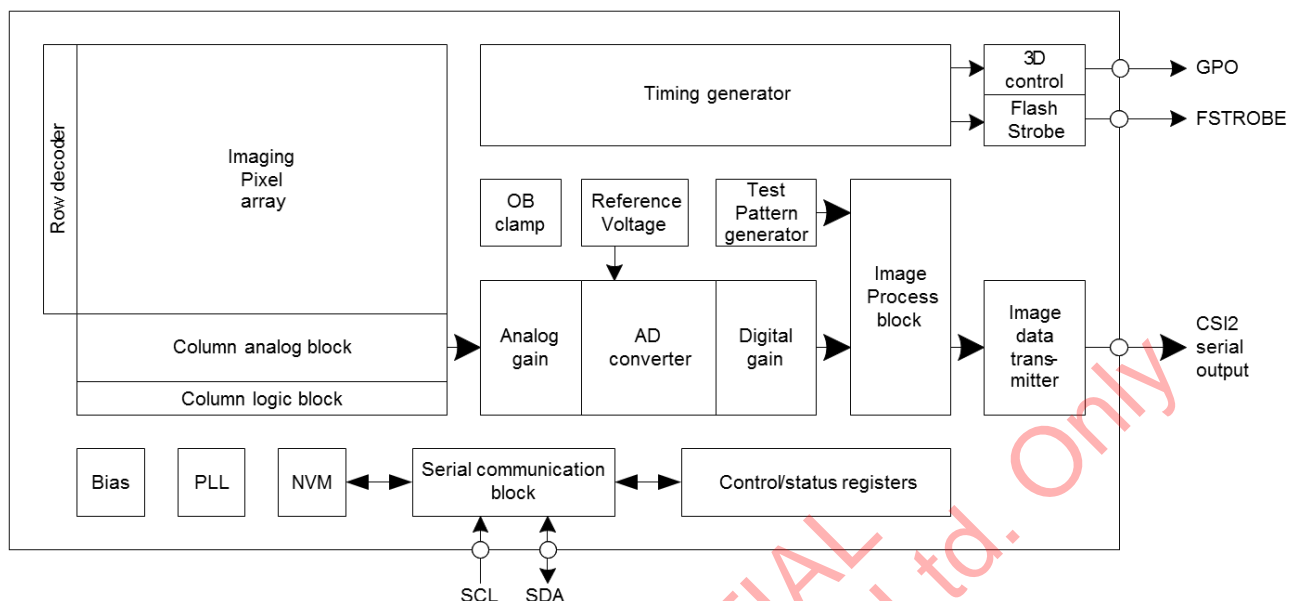 Row decoder
Imaging
Pixel
array
Column analog block
Column logic block
Timing generator
3D
control
Flash
Strobe
GPO
FSTROBE
OB
clamp
Reference
Voltage
Test
Pattern
generator
Analog
gain
AD
converter
Digital
gain
Image
Process
block
Image
data
trans-
mitter
CSI2
serial
output
Bias
PLL
NVM
Serial communication
block
Control/status registers
SCL
SDA
Ltd. Only